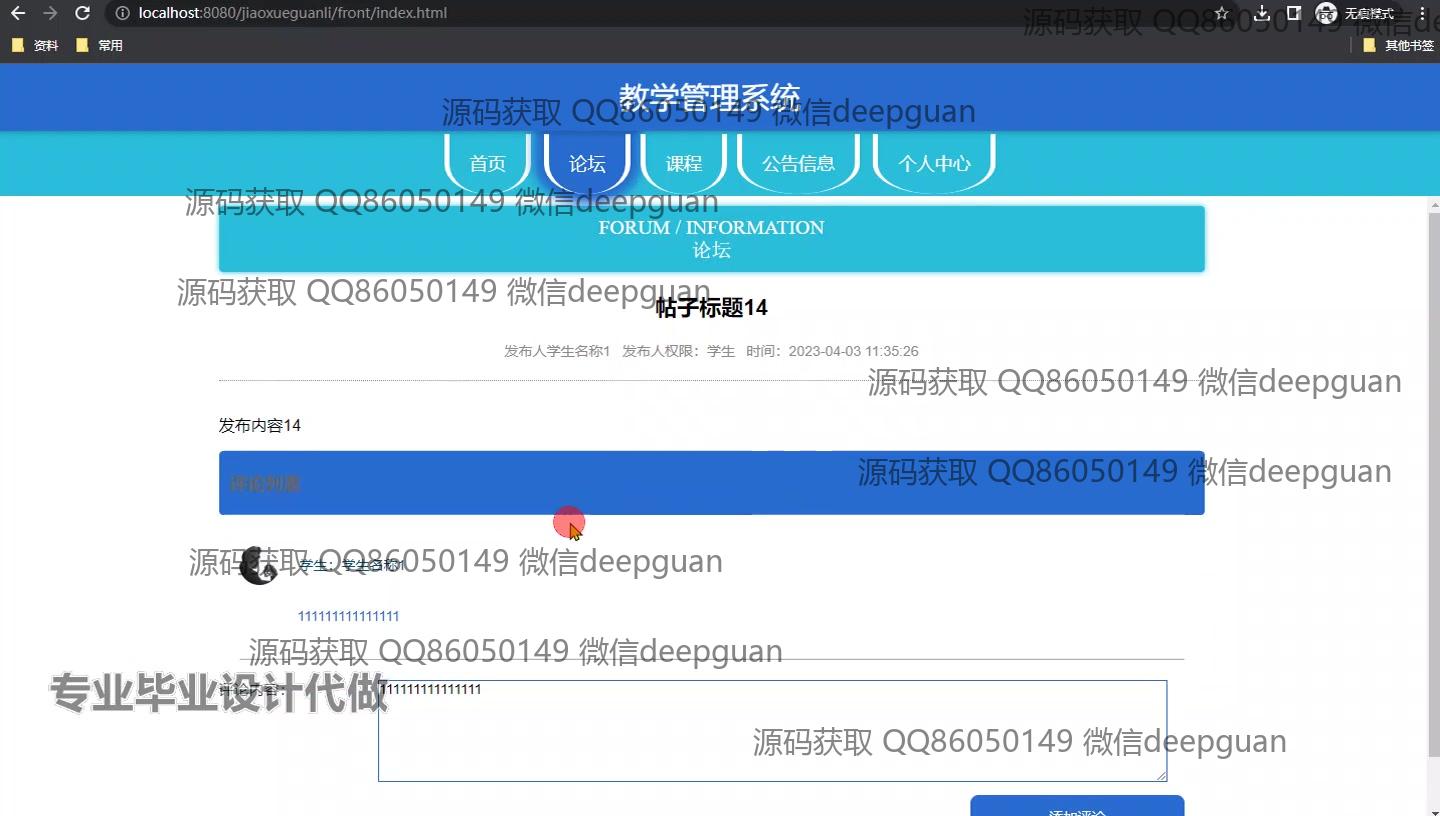 localhost:8080/jiaoxueguanli/front/index.html
无痕模式
资料 常用 其他书签
源码获取 QQ86050149 微信de
教学管理系统
源码获取 QQ86050149 微信deepguan
首页 论坛 课程 公告信息 个人中心
源码获取 QQ86050149 微信deepguan
FORUM / INFORMATION
论坛
源码获取 QQ86050149 微信deepguan
帖子标题14
发布人学生名称1 发布人权限：学生 时间：2023-04-03 11:35:26
源码获取 QQ86050149 微信deepguan
发布内容14
评论列表
源码获取 QQ86050149 微信deepguan
源码获取 QQ86050149 微信deepguan
学生：学生名称1
111111111111111
源码获取 QQ86050149 微信deepguan
专业毕业设计代做
评论内容：
111111111111111
源码获取 QQ86050149 微信deepguan
添加评论